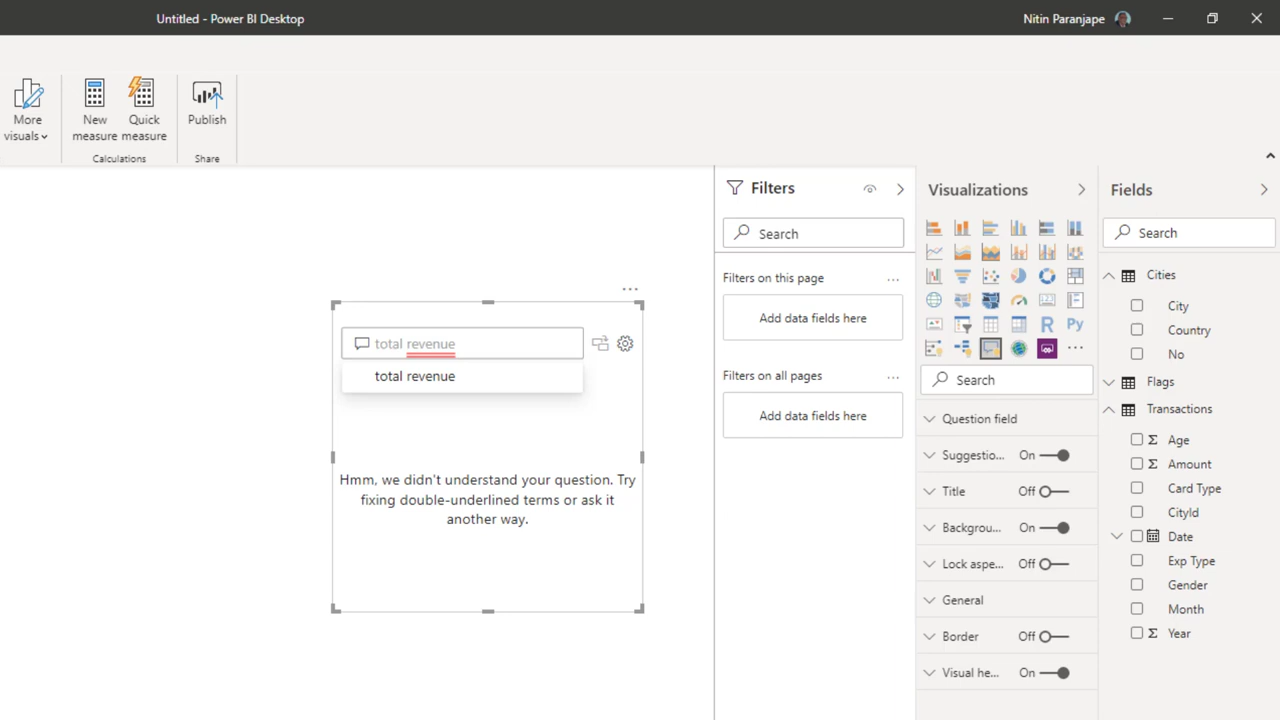 Untitled - Power BI Desktop
Nitin Paranjape
More
visuals
New
measure
Quick
measure
Publish
Calculations
Share
Filters
Search
Filters on this page
...
Add data fields here
Filters on all pages
...
Add data fields here
...
total revenue
total revenue
Hmm, we didn't understand your question. Try
fixing double-underlined terms or ask it
another way.
Visualizations
R
Py
...
Search
Question field
Suggestio... On
Title Off
Backgrou... On
Lock aspe... Off
General
Border Off
Visual he... On
Fields
Search
Cities
City
Country
No
Flags
Transactions
Σ Age
Σ Amount
Card Type
CityId
Date
Exp Type
Gender
Month
Σ Year